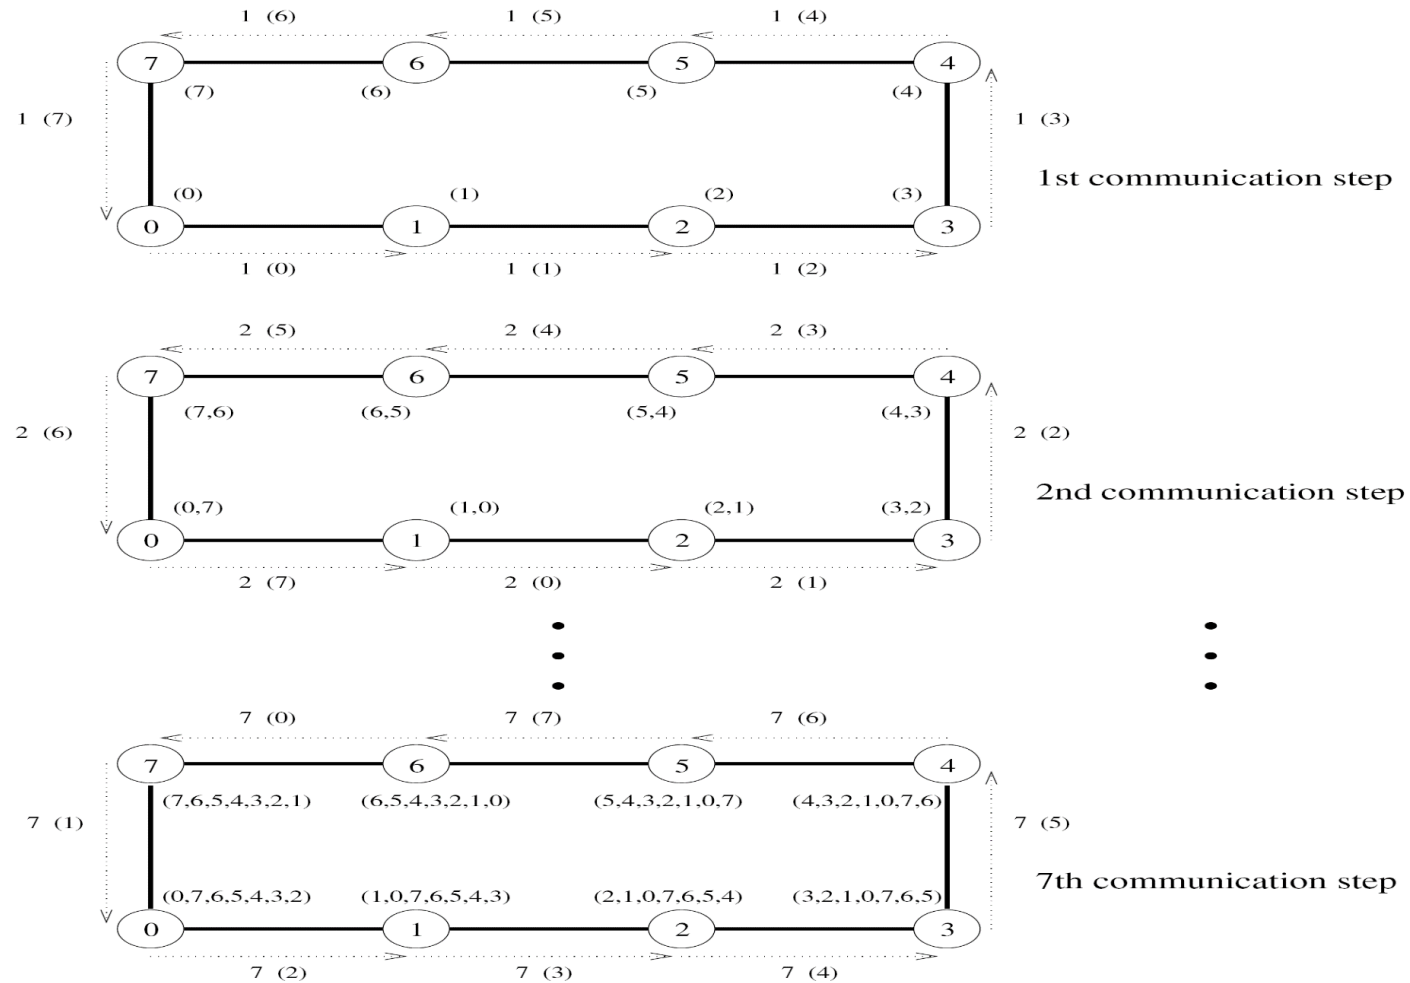 1 (6) 1 (5) 1 (4)
7 6 5 4
(7) (6) (5) (4)
1 (7) 1 (3)
1st communication step
(0) (1) (2) (3)
0 1 2 3
1 (0) 1 (1) 1 (2)
2 (5) 2 (4) 2 (3)
7 6 5 4
(7,6) (6,5) (5,4) (4,3)
2 (6) 2 (2)
2nd communication step
(0,7) (1,0) (2,1) (3,2)
0 1 2 3
2 (7) 2 (0) 2 (1)
7 (0) 7 (7) 7 (6)
7 6 5 4
(7,6,5,4,3,2,1) (6,5,4,3,2,1,0) (5,4,3,2,1,0,7) (4,3,2,1,0,7,6)
7 (1) 7 (5)
7th communication step
(0,7,6,5,4,3,2) (1,0,7,6,5,4,3) (2,1,0,7,6,5,4) (3,2,1,0,7,6,5)
0 1 2 3
7 (2) 7 (3) 7 (4)